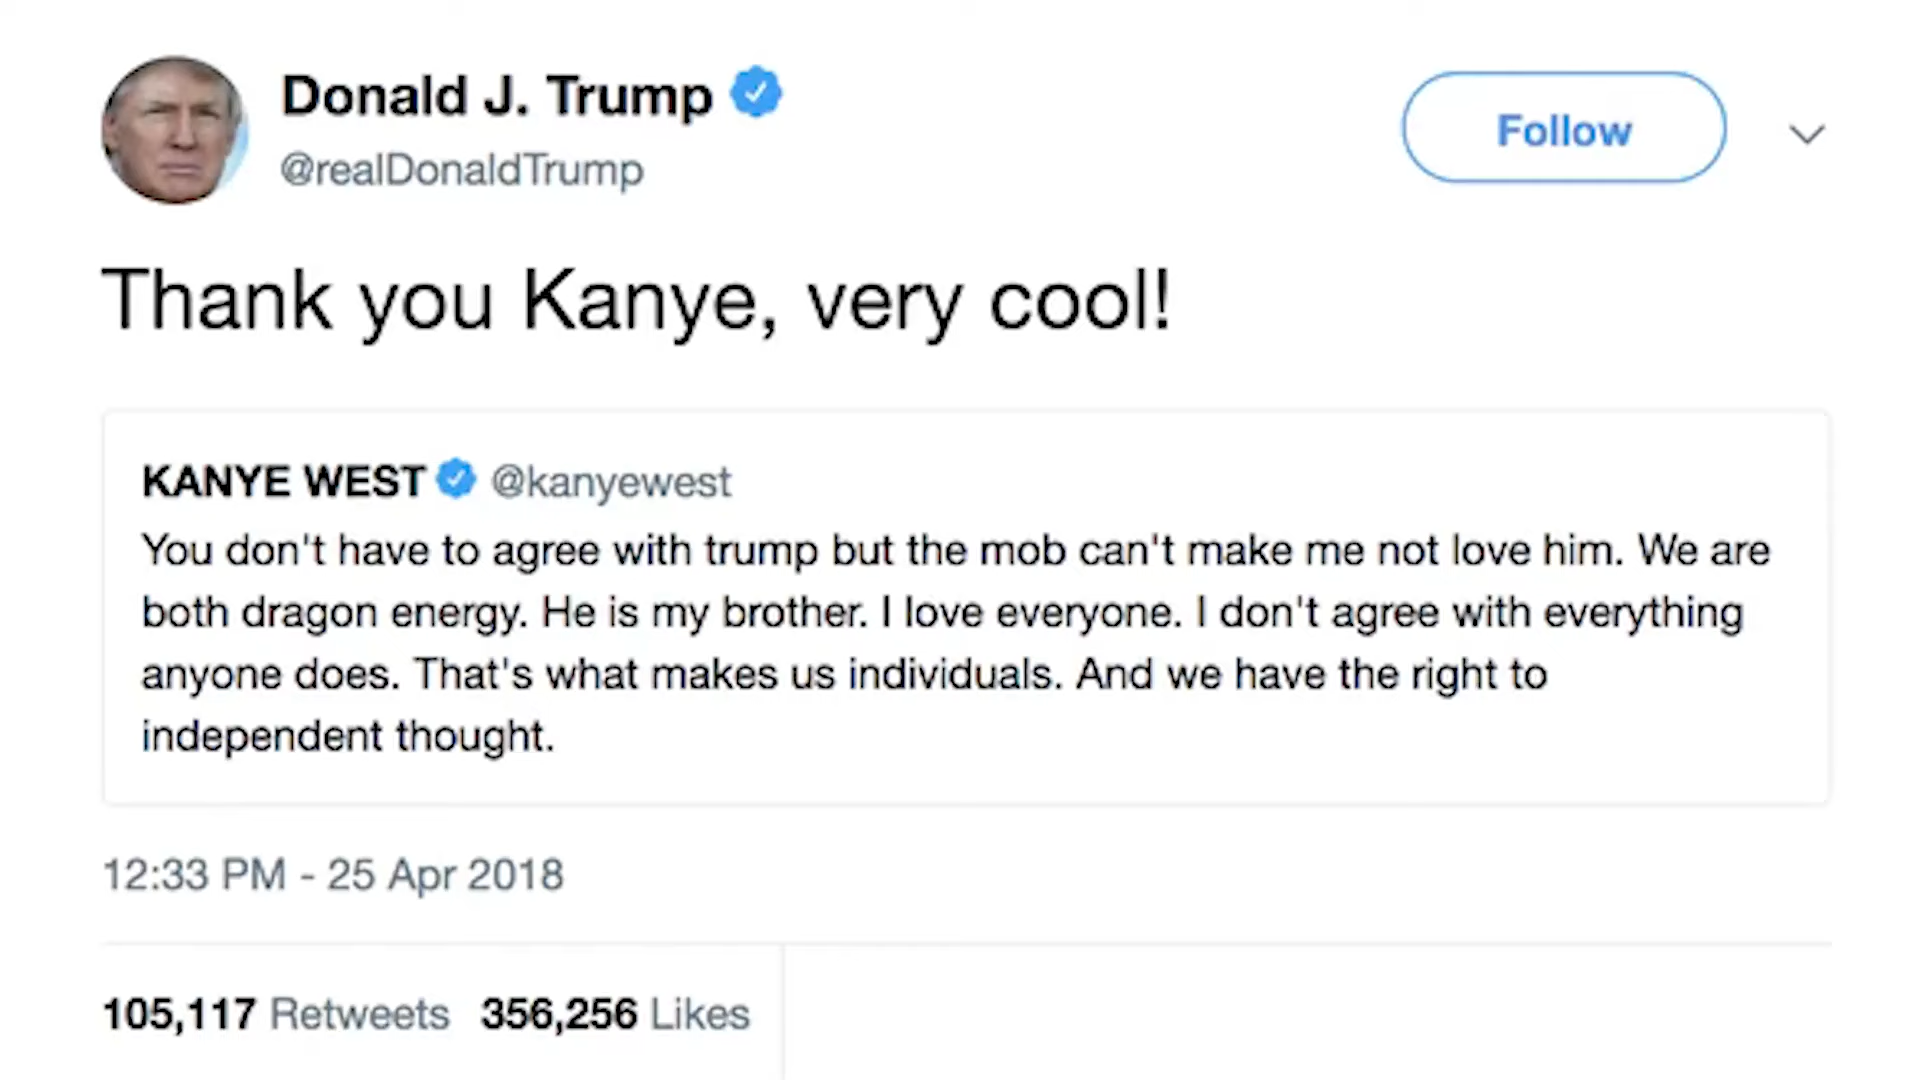 Donald J. Trump
@realDonaldTrump
Follow
Thank you Kanye, very cool!
KANYE WEST @kanyewest
You don't have to agree with trump but the mob can't make me not love him. We are
both dragon energy. He is my brother. I love everyone. I don't agree with everything
anyone does. That's what makes us individuals. And we have the right to
independent thought.
12:33 PM - 25 Apr 2018
105,117 Retweets 356,256 Likes